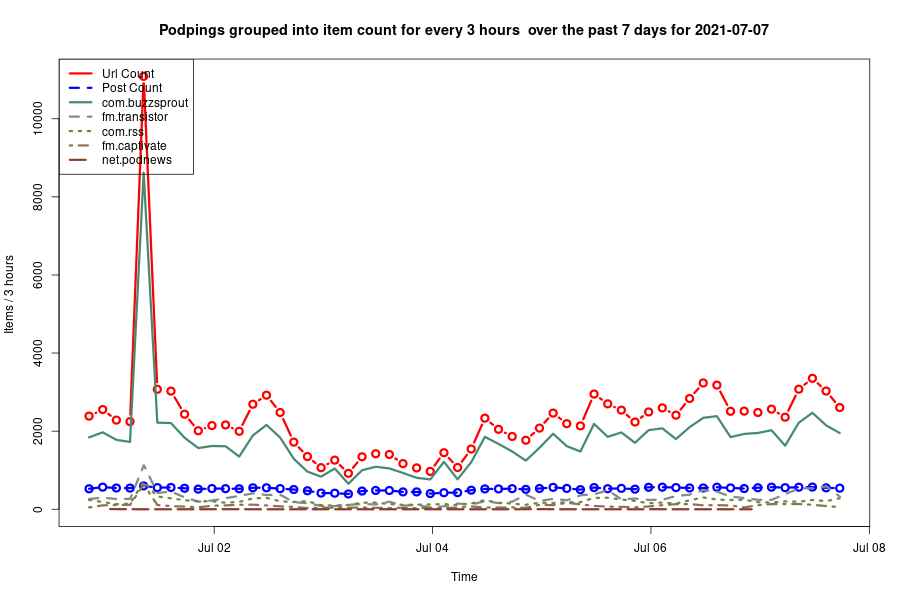 Podpings grouped into item count for every 3 hours  over the past 7 days for 2021-07-07
Url Count
Post Count
com.buzzsprout
fm.transistor
com.rss
fm.captivate
net.podnews
Items / 3 hours
10000
8000
6000
4000
2000
0
Jul 02
Jul 04
Jul 06
Jul 08
Time